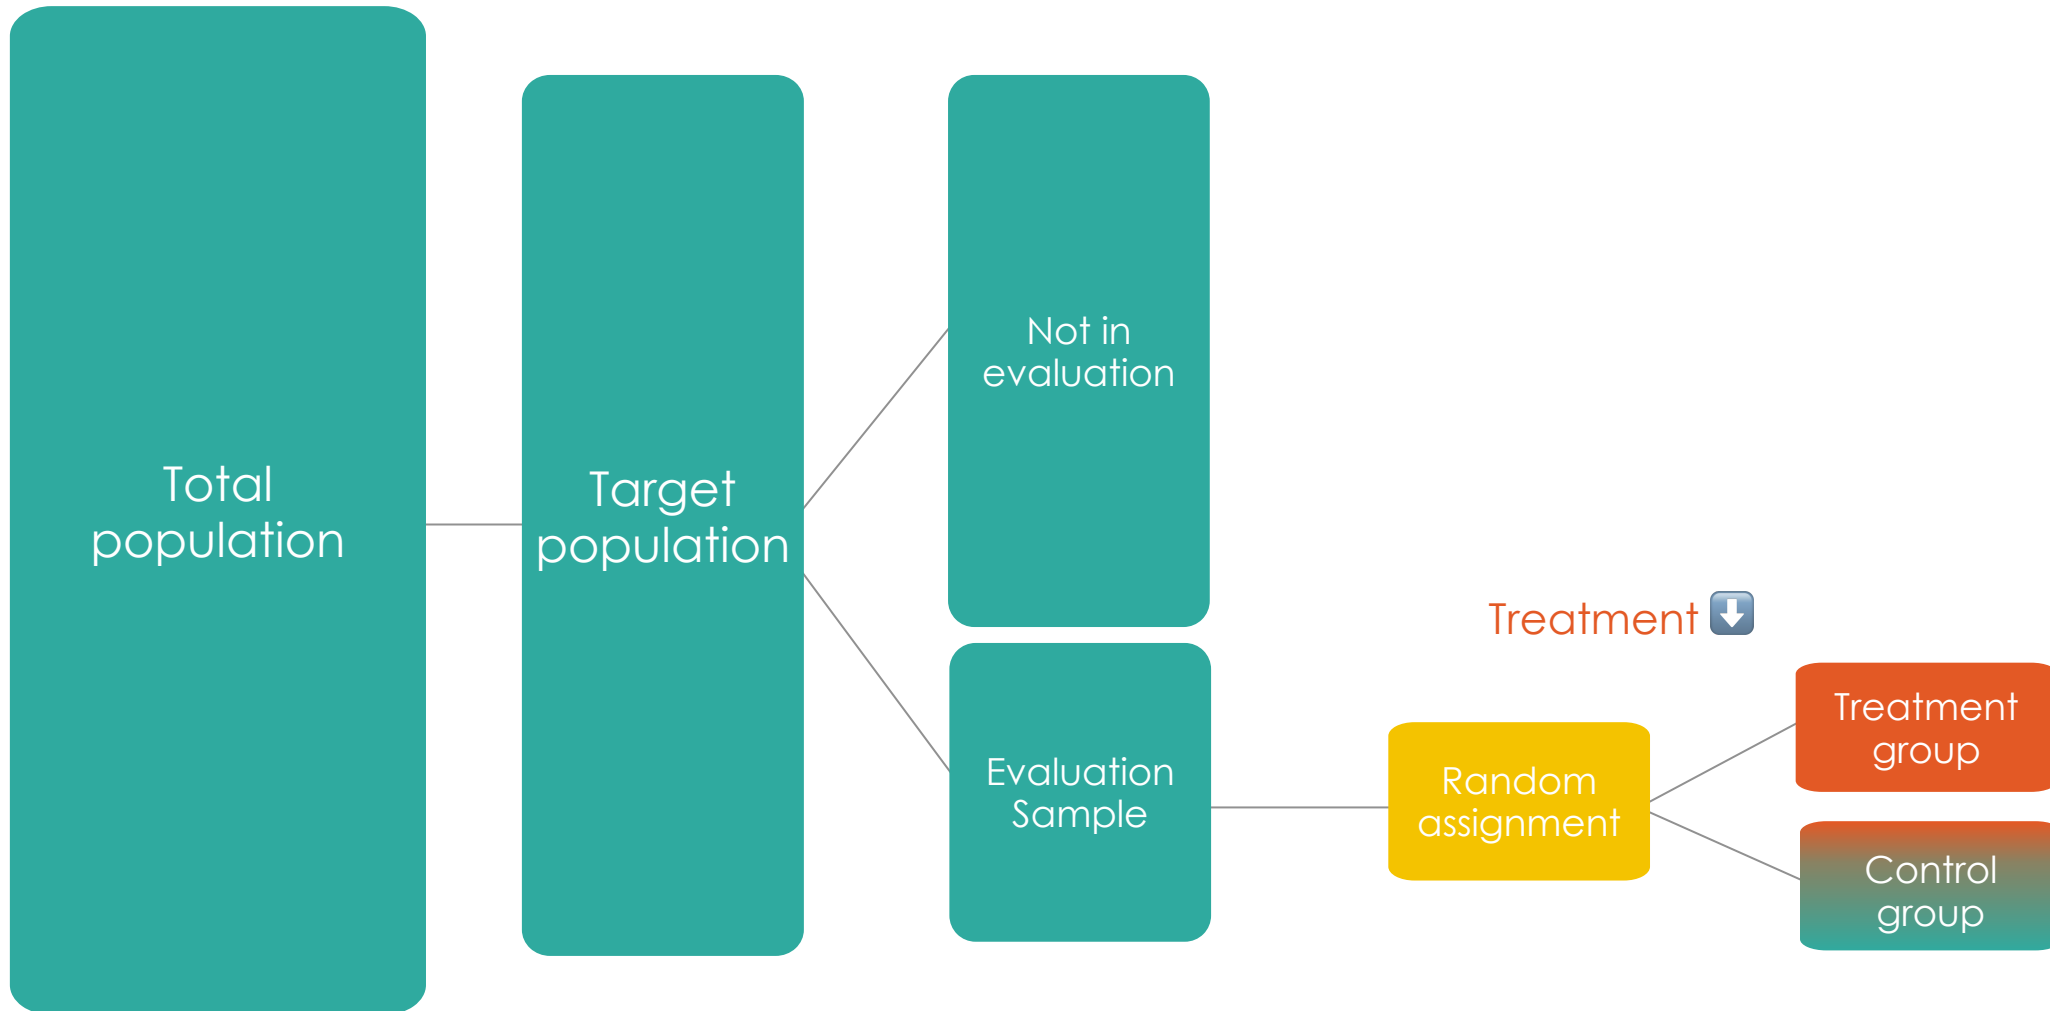 Total
population
Target
population
Not in
evaluation
Evaluation
Sample
Random
assignment
Treatment ⬇️
Treatment
group
Control
group